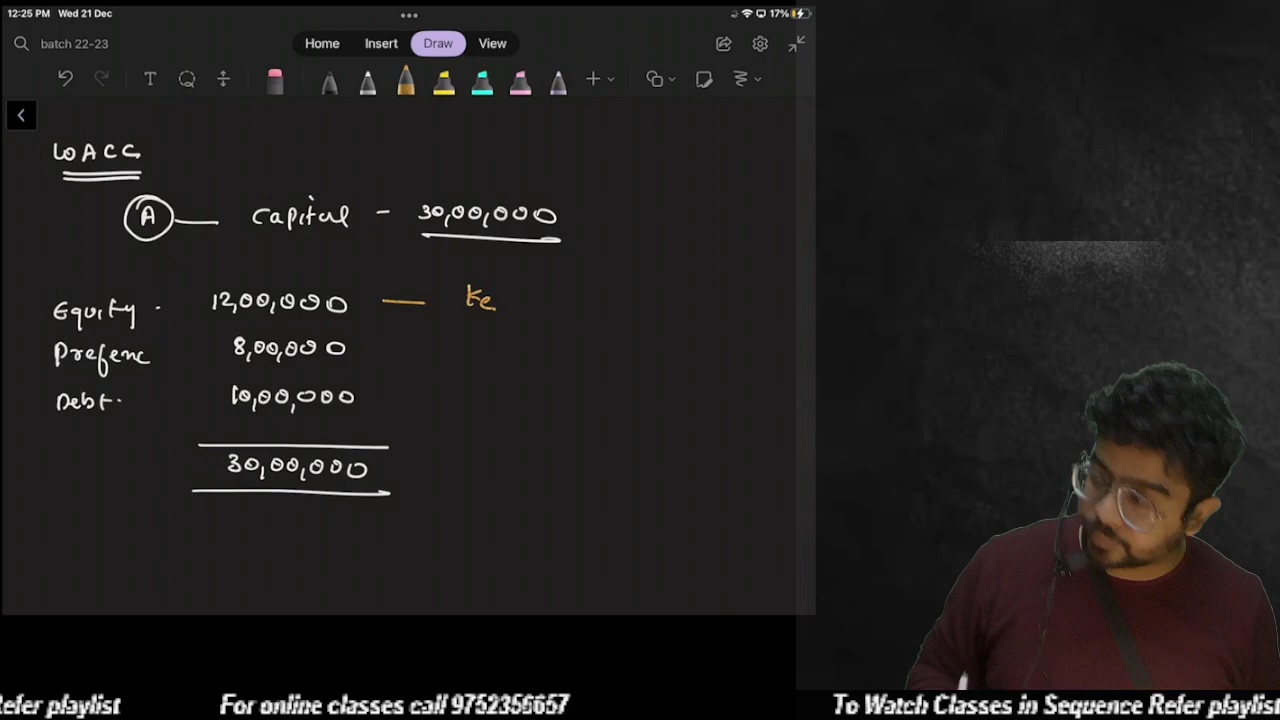 12:25 PM Wed 21 Dec
17%
batch 22-23
Home Insert Draw View
WACC
A — Capital - 30,00,000
Equity - 12,00,000 — Ke
Prefenc 8,00,000
Debt. 10,00,000
30,00,000
Refer playlist For online classes call 9752356657 To Watch Classes in Sequence Refer playlist